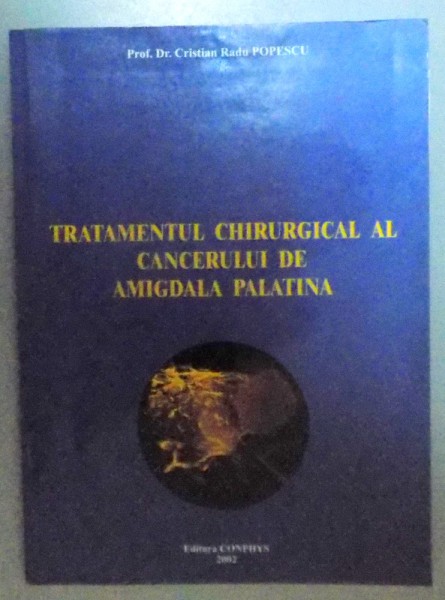 Prof. Dr. Cristian Radu POPESCU
TRATAMENTUL CHIRURGICAL AL
CANCERULUI DE
AMIGDALA PALATINA
Editura CONPHYS
2002